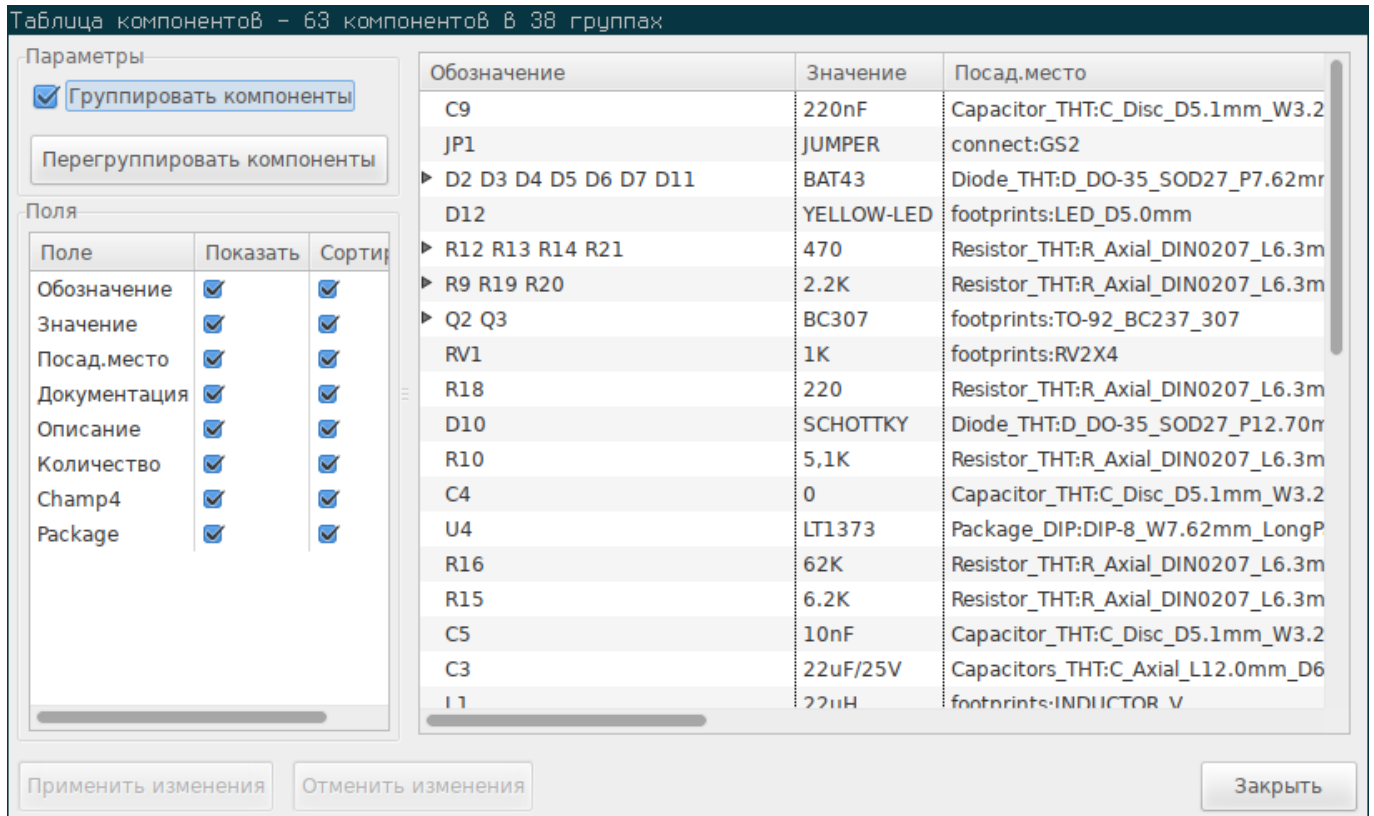 Таблица компонентов – 63 компонентов в 38 группах
Параметры
Группировать компоненты
Перегруппировать компоненты
Поля
Поле Показать Сортир
Обозначение
Значение
Посад.место
Документация
Описание
Количество
Champ4
Package
Обозначение Значение Посад.место
C9 220nF Capacitor_THT:C_Disc_D5.1mm_W3.2
JP1 JUMPER connect:GS2
D2 D3 D4 D5 D6 D7 D11 BAT43 Diode_THT:D_DO-35_SOD27_P7.62mm
D12 YELLOW-LED footprints:LED_D5.0mm
R12 R13 R14 R21 470 Resistor_THT:R_Axial_DIN0207_L6.3m
R9 R19 R20 2.2K Resistor_THT:R_Axial_DIN0207_L6.3m
Q2 Q3 BC307 footprints:TO-92_BC237_307
RV1 1K footprints:RV2X4
R18 220 Resistor_THT:R_Axial_DIN0207_L6.3m
D10 SCHOTTKY Diode_THT:D_DO-35_SOD27_P12.70m
R10 5,1K Resistor_THT:R_Axial_DIN0207_L6.3m
C4 0 Capacitor_THT:C_Disc_D5.1mm_W3.2
U4 LT1373 Package_DIP:DIP-8_W7.62mm_LongP
R16 62K Resistor_THT:R_Axial_DIN0207_L6.3m
R15 6.2K Resistor_THT:R_Axial_DIN0207_L6.3m
C5 10nF Capacitor_THT:C_Disc_D5.1mm_W3.2
C3 22uF/25V Capacitors_THT:C_Axial_L12.0mm_D6
L1 22uH footprints:INDUCTOR_V
Применить изменения Отменить изменения Закрыть